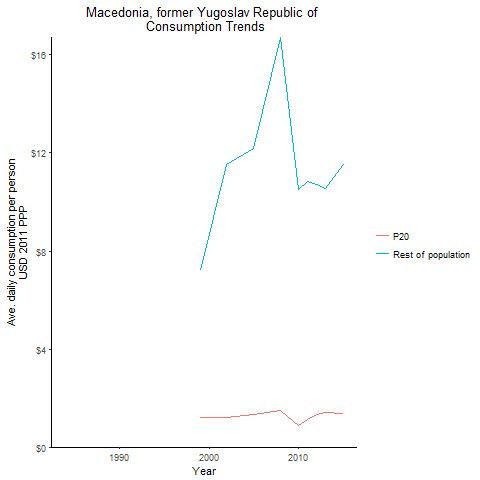 Macedonia, former Yugoslav Republic of
Consumption Trends
Ave. daily consumption per person
USD 2011 PPP
$16
$12
$8
$4
$0
1990
2000
2010
Year
P20
Rest of population